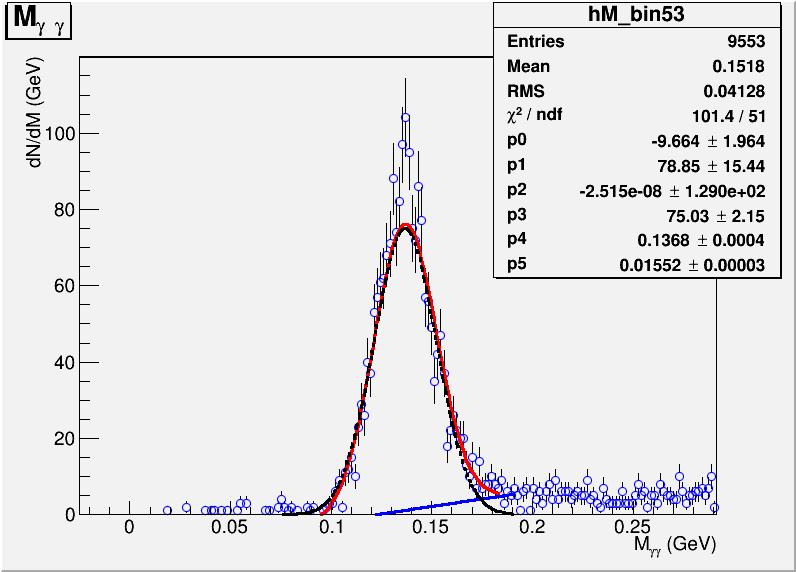 M γ γ
hM_bin53
Entries 9553
Mean 0.1518
RMS 0.04128
χ² / ndf 101.4 / 51
p0 -9.664 ± 1.964
p1 78.85 ± 15.44
p2 -2.515e-08 ± 1.290e+02
p3 75.03 ± 2.15
p4 0.1368 ± 0.0004
p5 0.01552 ± 0.00003
dN/dM (GeV)
100
80
60
40
20
0
0 0.05 0.1 0.15 0.2 0.25
Mγγ (GeV)